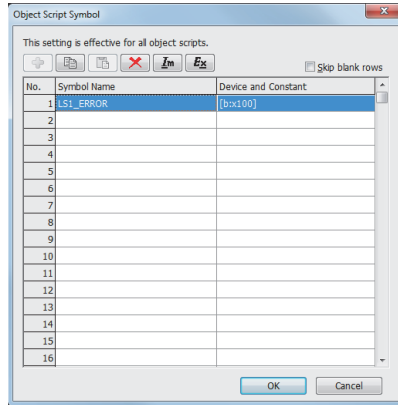 Object Script Symbol
This setting is effective for all object scripts.
Im Ex Skip blank rows
No. Symbol Name Device and Constant
1 LS1_ERROR [b:x100]
2
3
4
5
6
7
8
9
10
11
12
13
14
15
16
OK Cancel